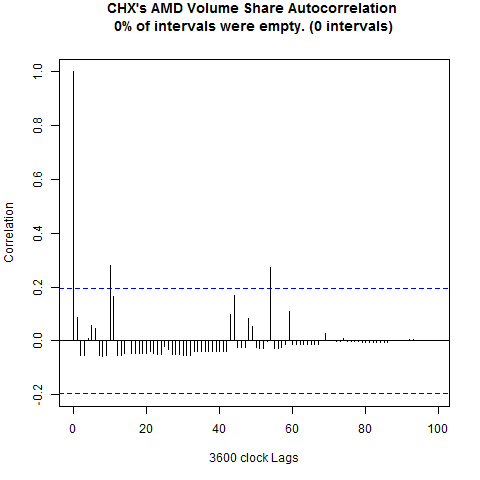 CHX's AMD Volume Share Autocorrelation
0% of intervals were empty. (0 intervals)
Correlation
1.0
0.8
0.6
0.4
0.2
0.0
-0.2
0 20 40 60 80 100
3600 clock Lags